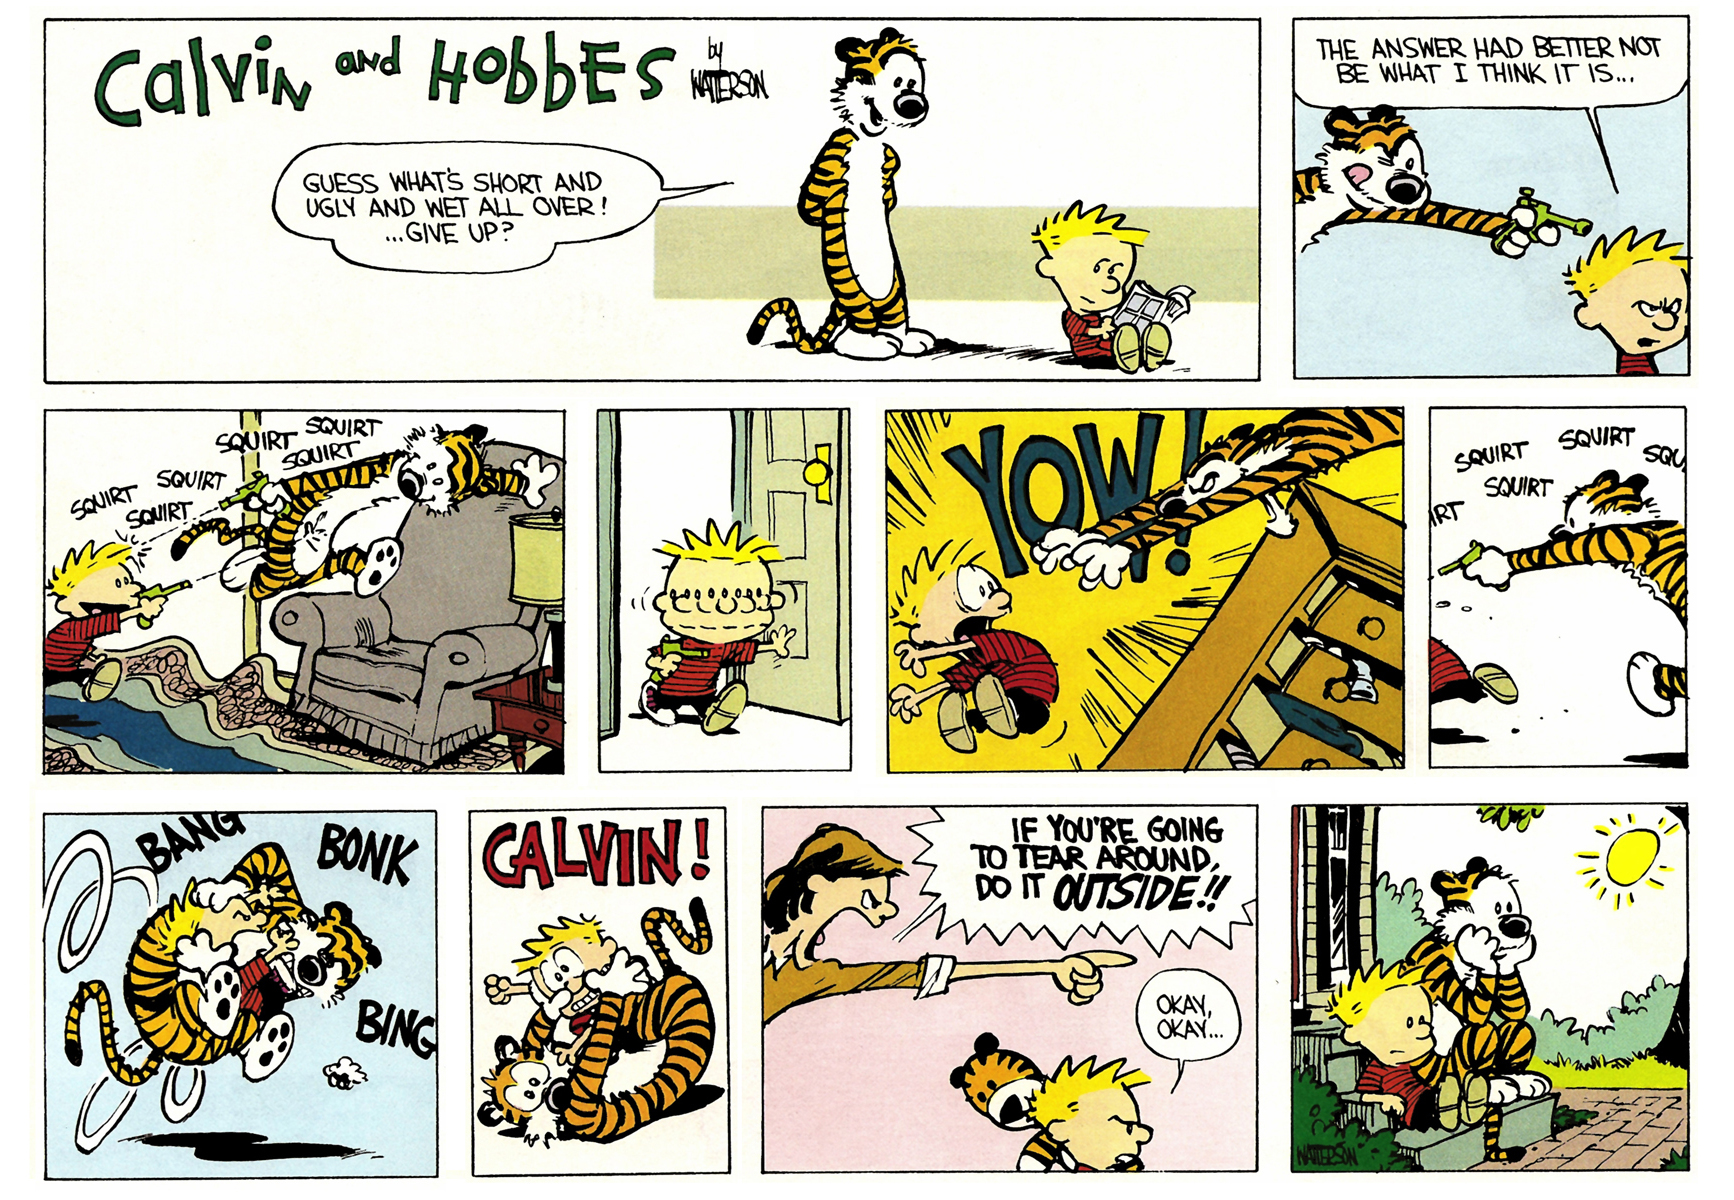 Calvin and HobbEs by
WATTERSON
GUESS WHAT'S SHORT AND
UGLY AND WET ALL OVER!
...GIVE UP?
THE ANSWER HAD BETTER NOT
BE WHAT I THINK IT IS...
SQUIRT
SQUIRT
SQUIRT
SQUIRT
SQUIRT
SQUIRT
YOW!
SQUIRT
SQUIRT
SQU
SQUIRT
IRT
BANG
BONK
BING
CALVIN!
IF YOU'RE GOING
TO TEAR AROUND,
DO IT OUTSIDE!!
OKAY,
OKAY...
WATTERSON